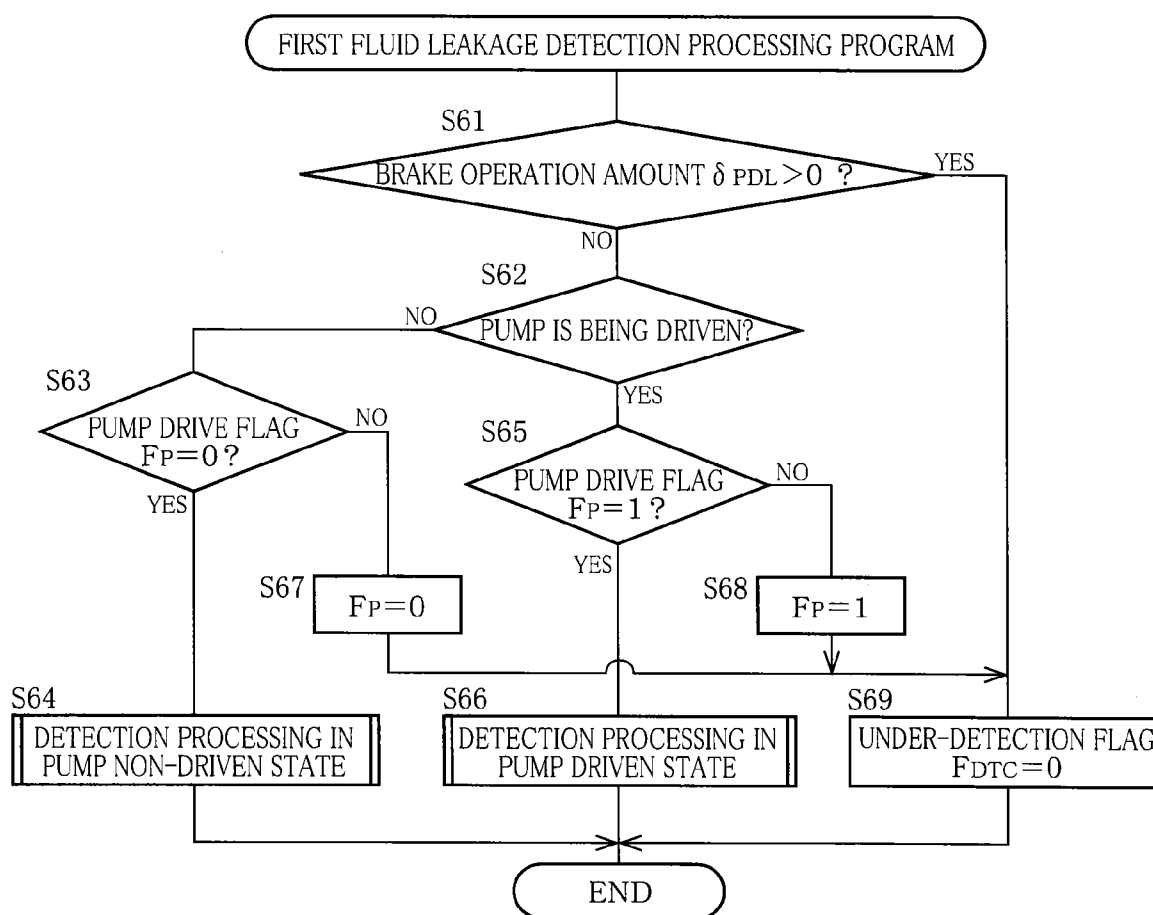 FIRST FLUID LEAKAGE DETECTION PROCESSING PROGRAM
S61
BRAKE OPERATION AMOUNT δ PDL>0 ?
YES
NO
S62
PUMP IS BEING DRIVEN?
NO
YES
S63
PUMP DRIVE FLAG
FP=0?
NO
YES
S65
PUMP DRIVE FLAG
FP=1?
NO
YES
S67
FP=0
S68
FP=1
S64
DETECTION PROCESSING IN
PUMP NON-DRIVEN STATE
S66
DETECTION PROCESSING IN
PUMP DRIVEN STATE
S69
UNDER-DETECTION FLAG
FDTC=0
END